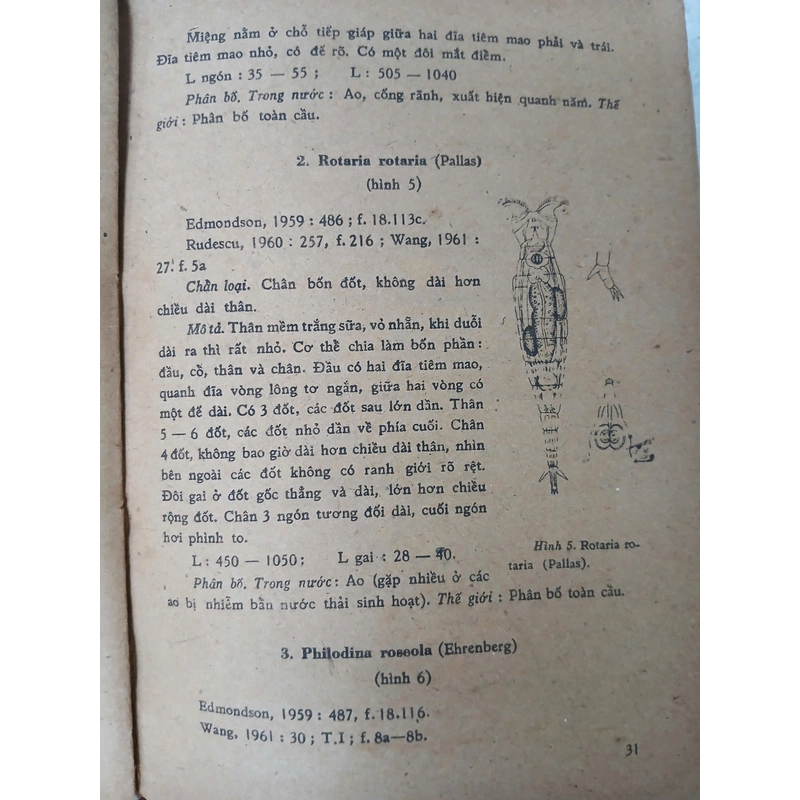 Miệng nằm ở chỗ tiếp giáp giữa hai đĩa tiêm mao phải và trái.
Đĩa tiêm mao nhỏ, có đế rõ. Có một đôi mắt điểm.
L ngón : 35 — 55 ; L : 505 — 1040
Phân bố. Trong nước : Ao, cống rãnh, xuất hiện quanh năm. Thế
giới : Phân bố toàn cầu.
2. Rotaria rotaria (Pallas)
(hình 5)
Edmondson, 1959 : 486 ; f. 18.113c.
Rudescu, 1960 : 257, f. 216 ; Wang, 1961 :
27. f. 5a
Chẩn loại. Chân bốn đốt, không dài hơn
chiều dài thân.
Mô tả. Thân mềm trắng sữa, vỏ nhẵn, khi duỗi
dài ra thì rất nhỏ. Cơ thể chia làm bốn phần :
đầu, cổ, thân và chân. Đầu có hai đĩa tiêm mao,
quanh đĩa vòng lông tơ ngắn, giữa hai vòng có
một đế dài. Có 3 đốt, các đốt sau lớn dần. Thân
5 — 6 đốt, các đốt nhỏ dần về phía cuối. Chân
4 đốt, không bao giờ dài hơn chiều dài thân, nhìn
bên ngoài các đốt không có ranh giới rõ rệt.
Đôi gai ở đốt gốc thẳng và dài, lớn hơn chiều
rộng đốt. Chân 3 ngón tương đối dài, cuối ngón
hơi phình to.
L : 450 — 1050 ; L gai : 28 — 40.
Hình 5. Rotaria ro-
taria (Pallas).
Phân bố. Trong nước : Ao (gặp nhiều ở các
ao bị nhiễm bẩn nước thải sinh hoạt). Thế giới : Phân bố toàn cầu.
3. Philodina roseola (Ehrenberg)
(hình 6)
Edmondson, 1959 : 487, f. 18.116.
Wang, 1961 : 30 ; T.I ; f. 8a—8b.
31